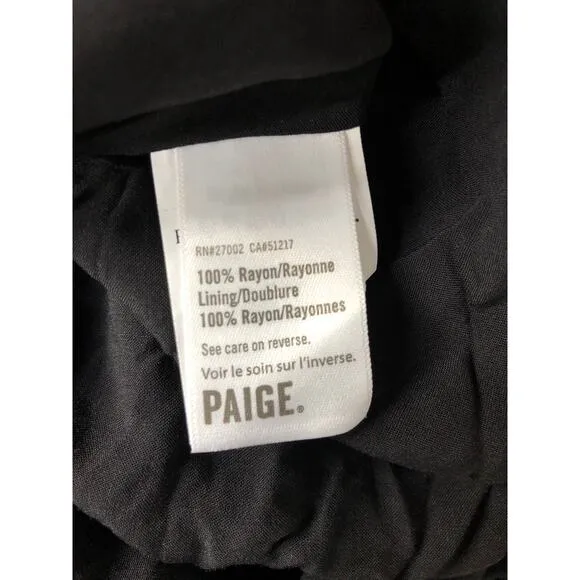 RN#27002 CA#51217
100% Rayon/Rayonne
Lining/Doublure
100% Rayon/Rayonnes
See care on reverse.
Voir le soin sur l'inverse.
PAIGE®